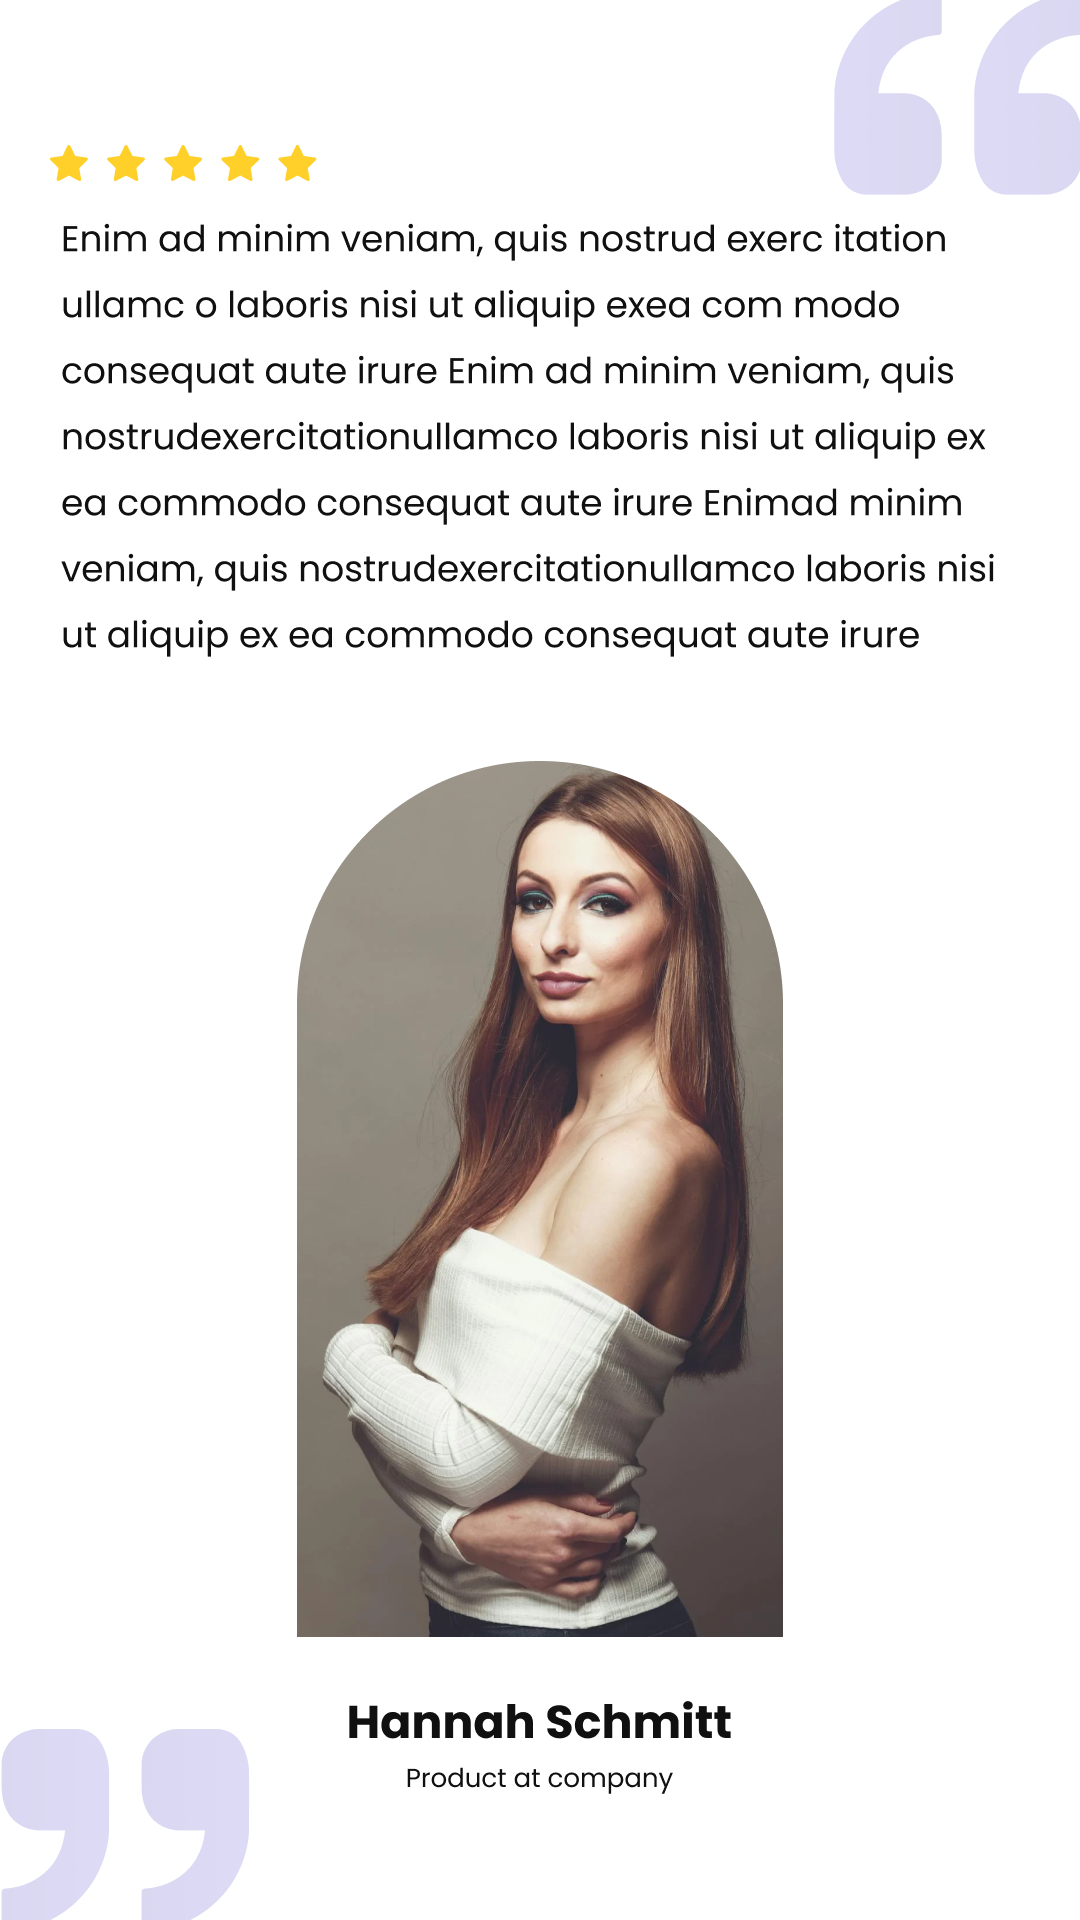 Enim ad minim veniam, quis nostrud exerc itation
ullamc o laboris nisi ut aliquip exea com modo
consequat aute irure Enim ad minim veniam, quis
nostrudexercitationullamco laboris nisi ut aliquip ex
ea commodo consequat aute irure Enimad minim
veniam, quis nostrudexercitationullamco laboris nisi
ut aliquip ex ea commodo consequat aute irure
Hannah Schmitt
Product at company